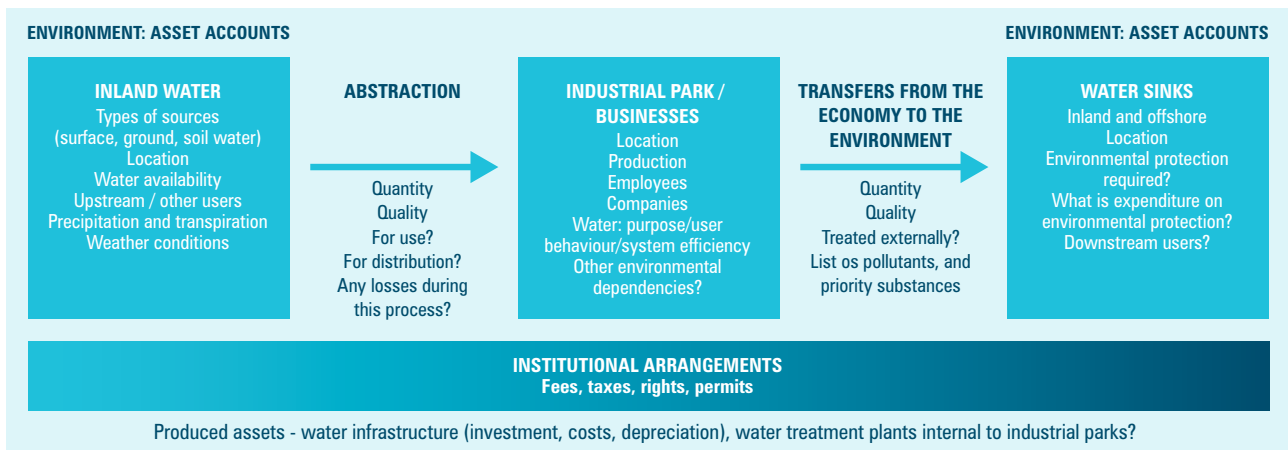 ENVIRONMENT: ASSET ACCOUNTS
INLAND WATER
Types of sources
(surface, ground, soil water)
Location
Water availability
Upstream / other users
Precipitation and transpiration
Weather conditions
ABSTRACTION
Quantity
Quality
For use?
For distribution?
Any losses during
this process?
INDUSTRIAL PARK /
BUSINESSES
Location
Production
Employees
Companies
Water: purpose/user
behaviour/system efficiency
Other environmental
dependencies?
TRANSFERS FROM THE
ECONOMY TO THE
ENVIRONMENT
Quantity
Quality
Treated externally?
List os pollutants, and
priority substances
ENVIRONMENT: ASSET ACCOUNTS
WATER SINKS
Inland and offshore
Location
Environmental protection
required?
What is expenditure on
environmental protection?
Downstream users?
INSTITUTIONAL ARRANGEMENTS
Fees, taxes, rights, permits
Produced assets - water infrastructure (investment, costs, depreciation), water treatment plants internal to industrial parks?